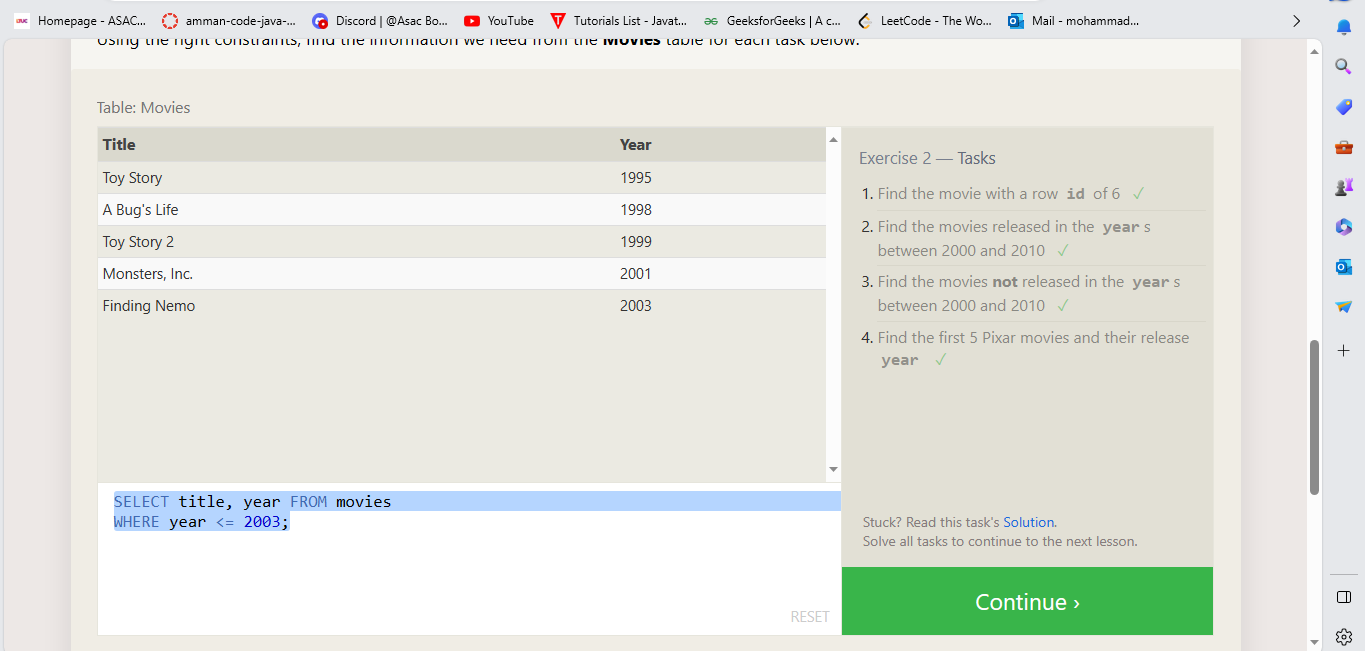 Homepage - ASAC... amman-code-java-... Discord | @Asac Bo... YouTube Tutorials List - Javat... GeeksforGeeks | A c... LeetCode - The Wo... Mail - mohammad...
Using the right constraints, find the information we need from the Movies table for each task below.
Table: Movies
Title Year
Toy Story 1995
A Bug's Life 1998
Toy Story 2 1999
Monsters, Inc. 2001
Finding Nemo 2003
SELECT title, year FROM movies
WHERE year <= 2003;
RESET
Exercise 2 — Tasks
1. Find the movie with a row id of 6 ✓
2. Find the movies released in the year s
between 2000 and 2010 ✓
3. Find the movies not released in the year s
between 2000 and 2010 ✓
4. Find the first 5 Pixar movies and their release
year ✓
Stuck? Read this task's Solution.
Solve all tasks to continue to the next lesson.
Continue ›